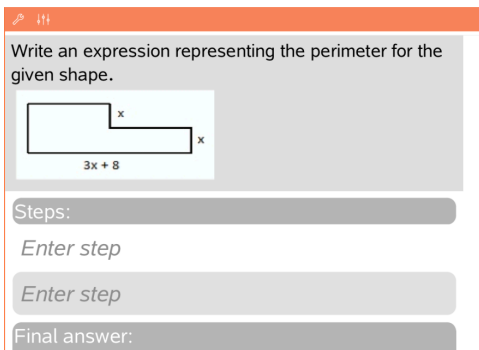 Write an expression representing the perimeter for the
given shape.
x
x
3x + 8
Steps:
Enter step
Enter step
Final answer: